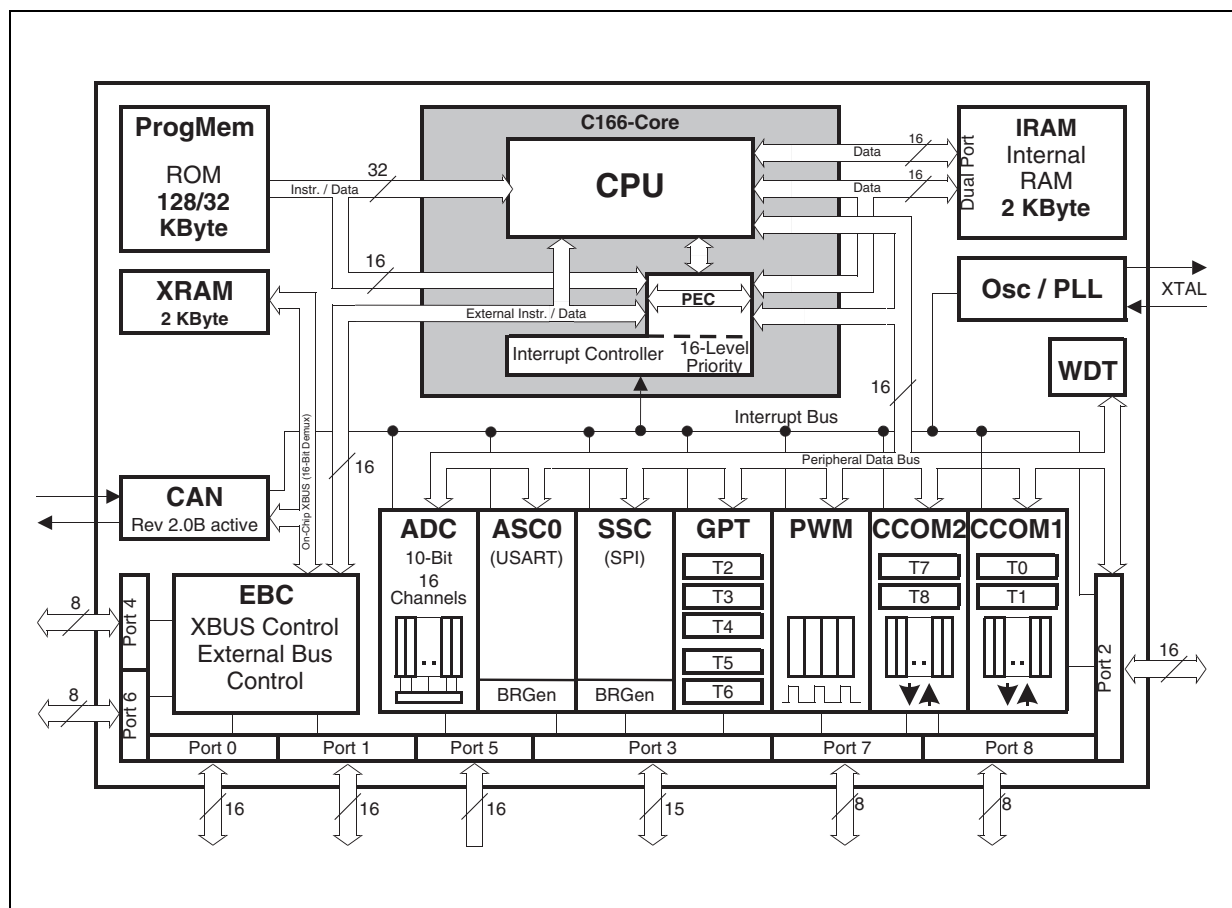 ProgMem
ROM
128/32
KByte
C166-Core
CPU
IRAM
Internal
RAM
2 KByte
Dual Port
16
Data
16
Data
32
Instr. / Data
16
XRAM
2 KByte
PEC
External Instr. / Data
Interrupt Controller
16-Level
Priority
Osc / PLL
XTAL
WDT
16
Interrupt Bus
Peripheral Data Bus
On-Chip XBUS (16-Bit Demux)
16
CAN
Rev 2.0B active
EBC
XBUS Control
External Bus
Control
ADC
10-Bit
16
Channels
ASC0
(USART)
BRGen
SSC
(SPI)
BRGen
GPT
T2
T3
T4
T5
T6
PWM
CCOM2
T7
T8
CCOM1
T0
T1
8
Port 4
8
Port 6
Port 2
16
Port 0
Port 1
Port 5
Port 3
Port 7
Port 8
16
16
16
15
8
8